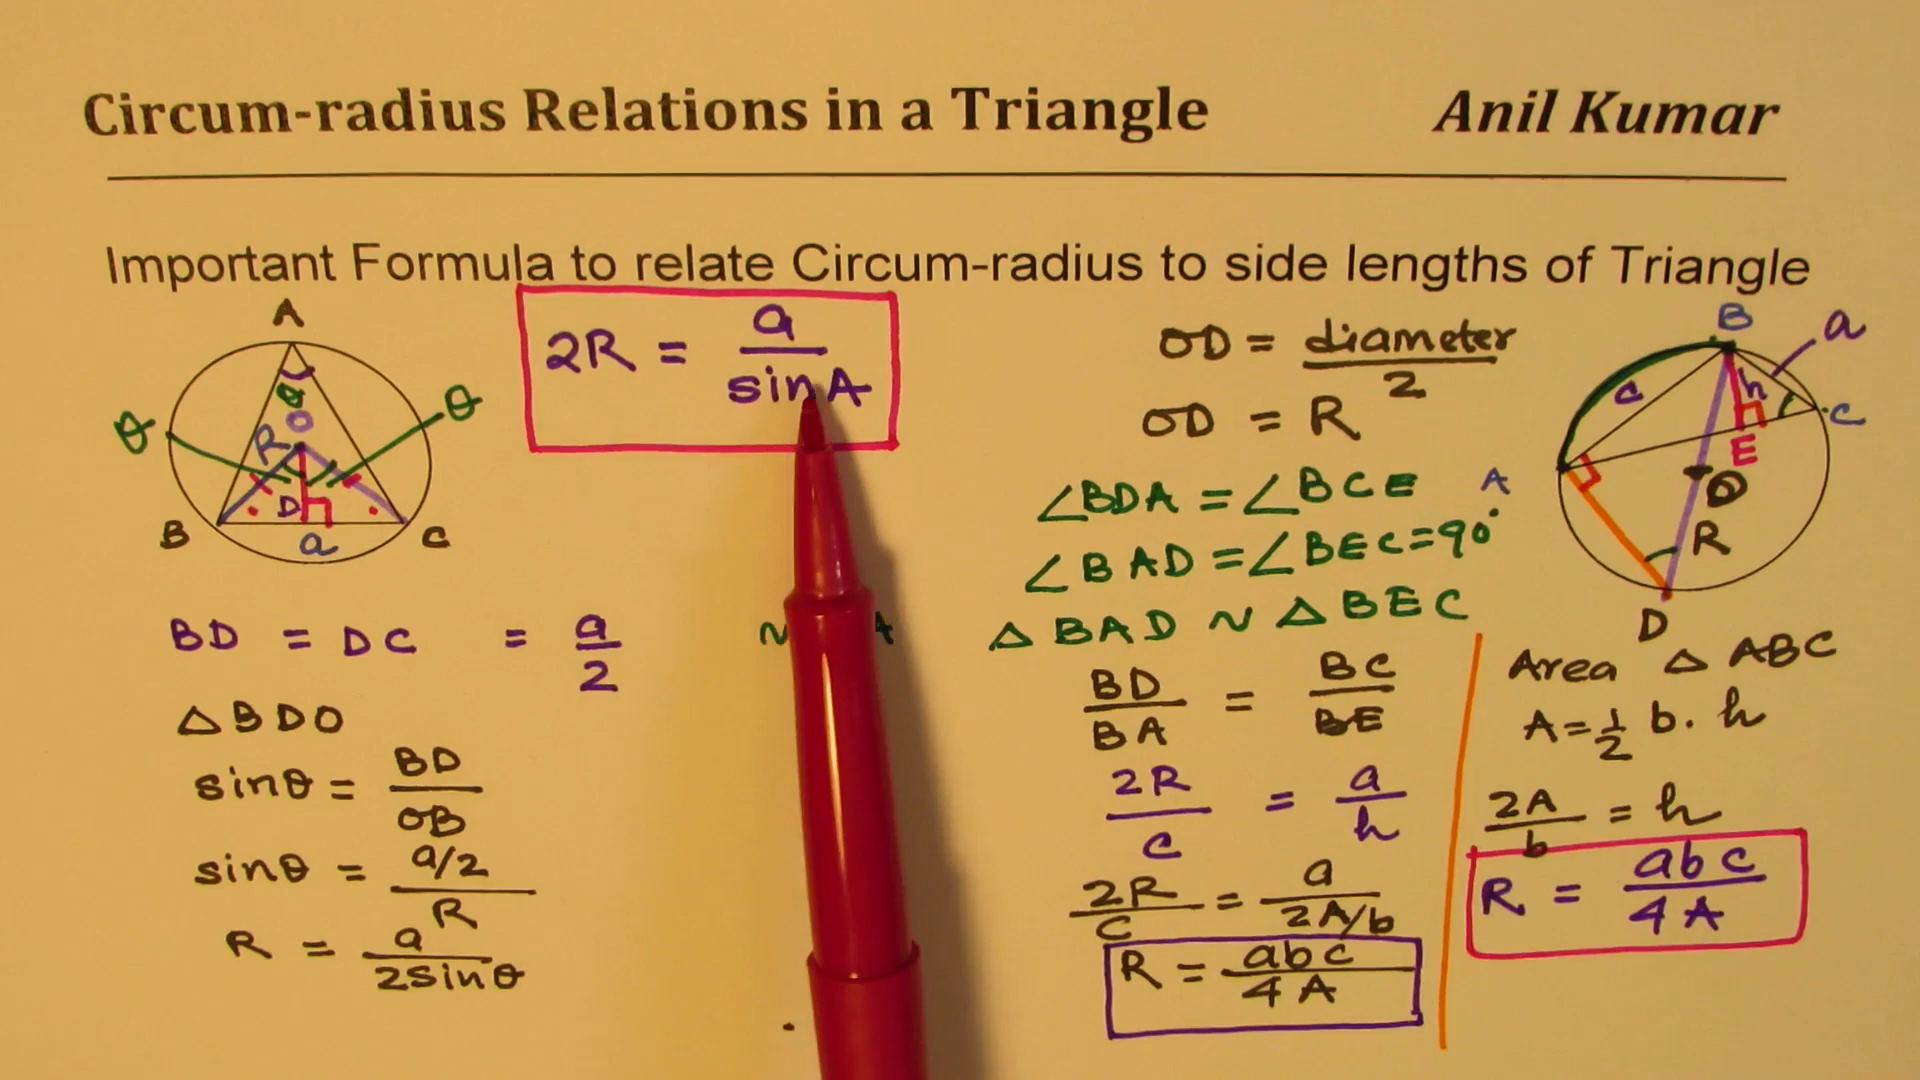 Circum-radius Relations in a Triangle Anil Kumar
Important Formula to relate Circum-radius to side lengths of Triangle
A
θ
θ
θ
O
R
D
B
a
C
2R = a / sin A
BD = DC = a/2
△BDO
sinθ = BD / OB
sinθ = a/2 / R
R = a / 2sinθ
OD = diameter / 2
OD = R
∠BDA = ∠BCE
∠BAD = ∠BEC = 90°
△BAD ~ △BEC
BD / BA = BC / BE
2R / c = a / h
2R / c = a / 2A/b
R = abc / 4A
B
a
c
h
C
E
A
O
R
D
Area △ABC
A = 1/2 b. h
2A / b = h
R = abc / 4A